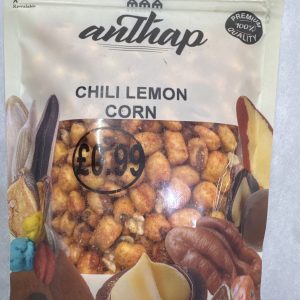 anthap
PREMIUM
100%
QUALITY
CHILI LEMON
CORN
£0.99